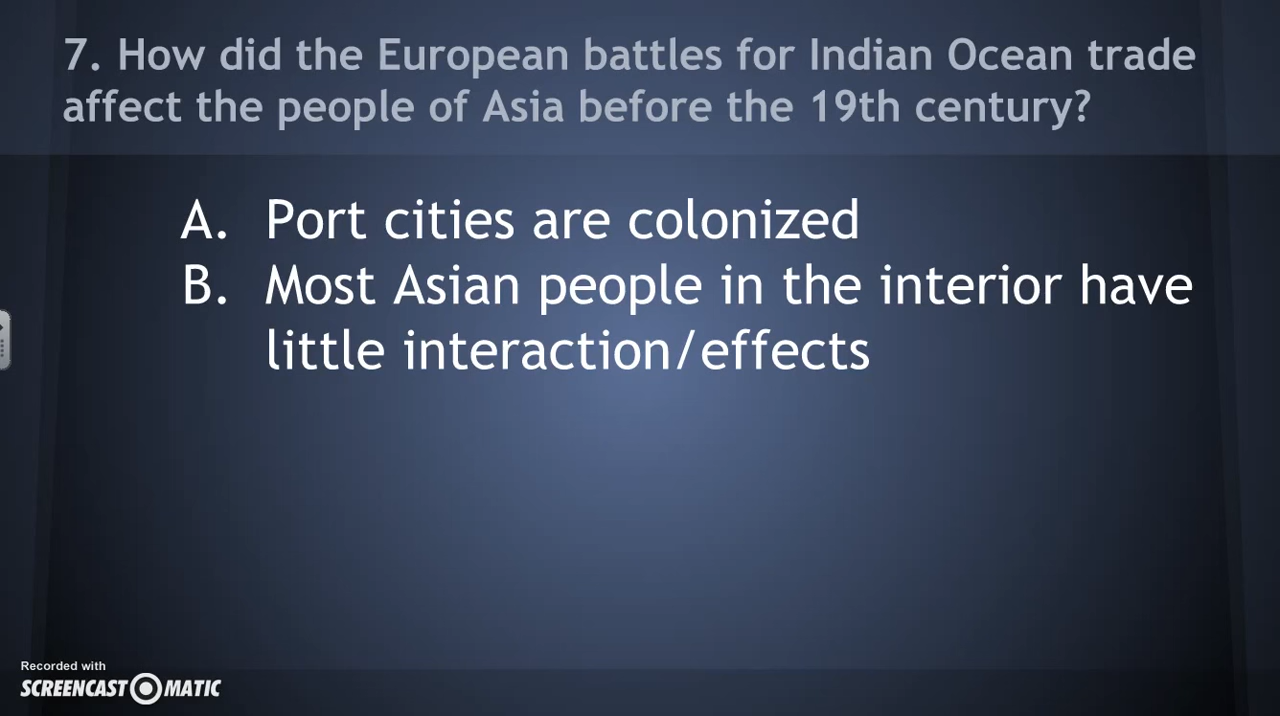 7. How did the European battles for Indian Ocean trade
affect the people of Asia before the 19th century?
A. Port cities are colonized
B. Most Asian people in the interior have
little interaction/effects
Recorded with
SCREENCAST-O-MATIC